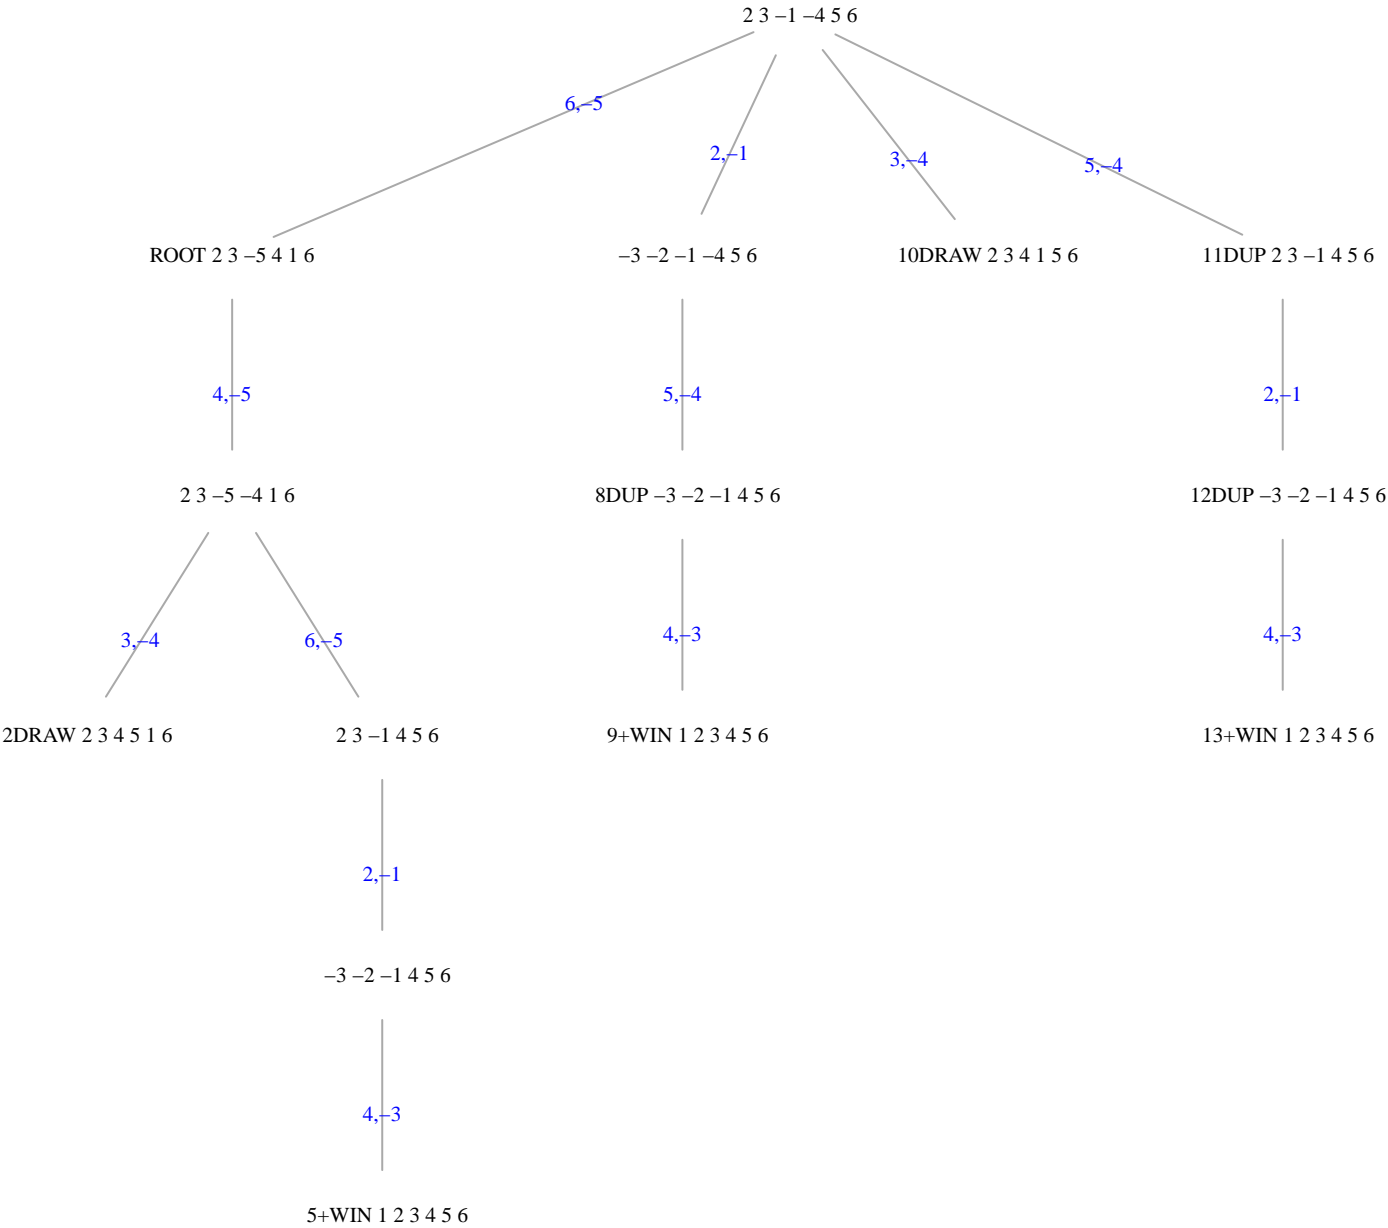 2 3 –1 –4 5 6
6,–5
2,–1
3,–4
5,–4
ROOT 2 3 –5 4 1 6
–3 –2 –1 –4 5 6
10DRAW 2 3 4 1 5 6
11DUP 2 3 –1 4 5 6
4,–5
5,–4
2,–1
2 3 –5 –4 1 6
8DUP –3 –2 –1 4 5 6
12DUP –3 –2 –1 4 5 6
3,–4
6,–5
4,–3
4,–3
2DRAW 2 3 4 5 1 6
2 3 –1 4 5 6
9+WIN 1 2 3 4 5 6
13+WIN 1 2 3 4 5 6
2,–1
–3 –2 –1 4 5 6
4,–3
5+WIN 1 2 3 4 5 6